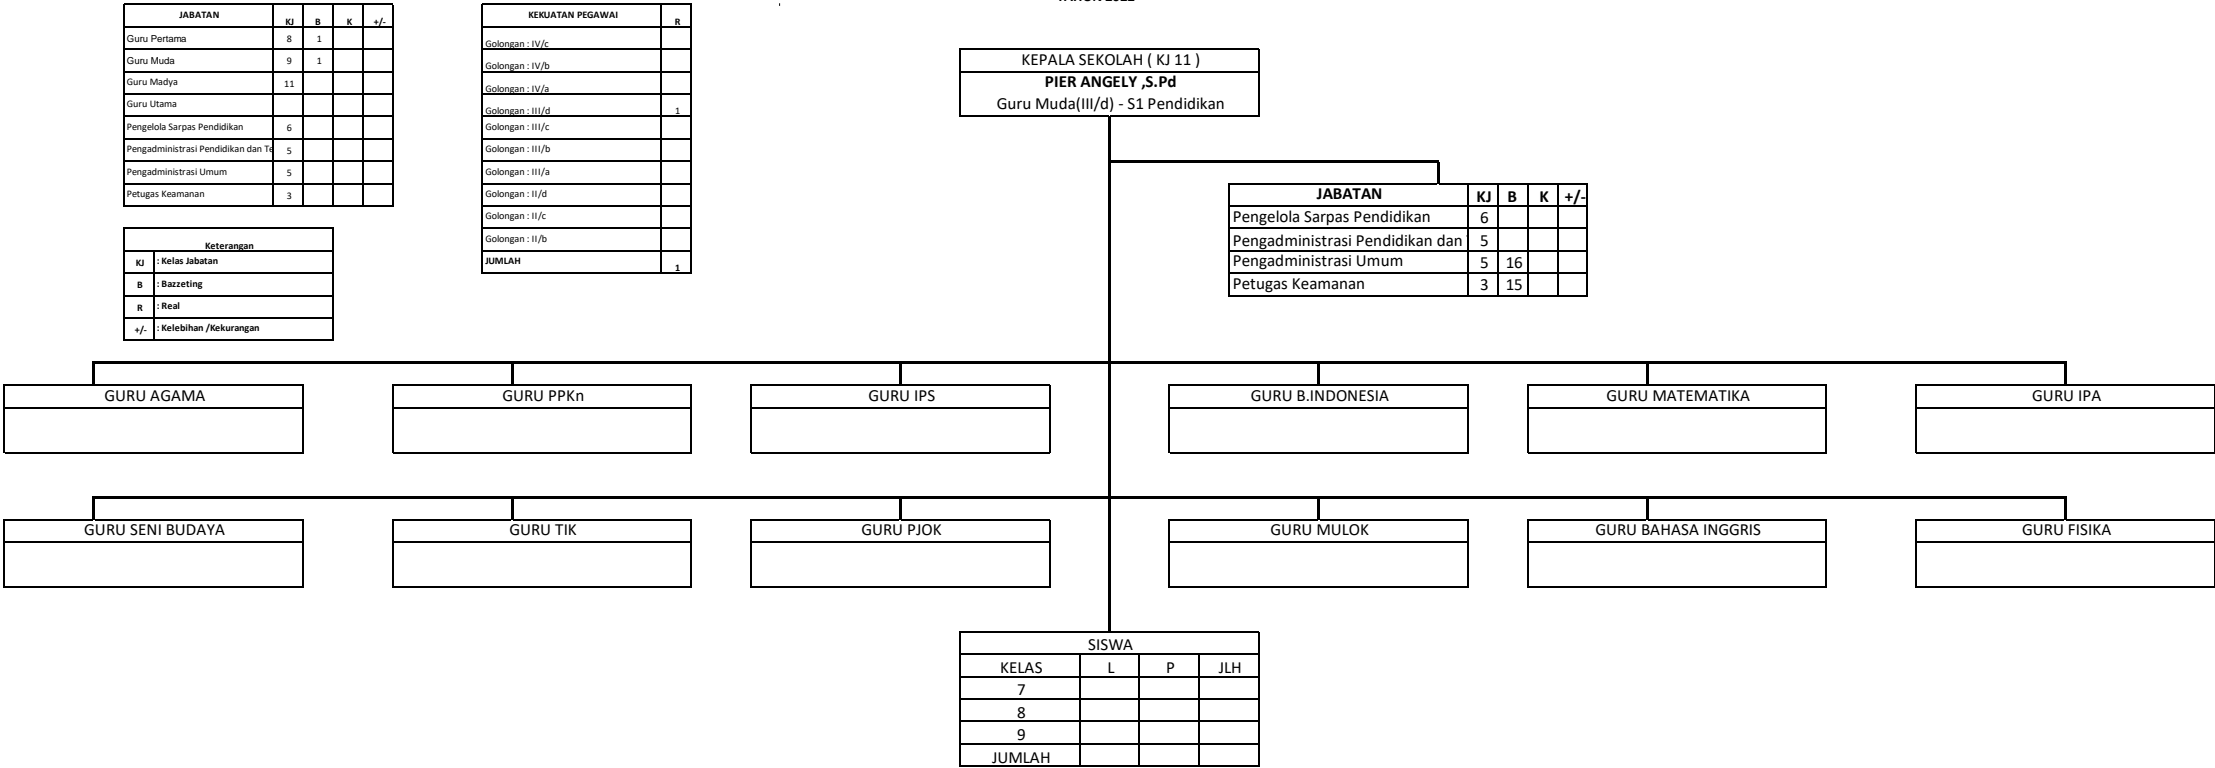 JABATAN KJ B K +/-
Guru Pertama 8 1
Guru Muda 9 1
Guru Madya 11
Guru Utama
Pengelola Sarpas Pendidikan 6
Pengadministrasi Pendidikan dan Te 5
Pengadministrasi Umum 5
Petugas Keamanan 3
Keterangan
KJ : Kelas Jabatan
B : Bazzeting
R : Real
+/- : Kelebihan /Kekurangan
KEKUATAN PEGAWAI R
Golongan : IV/c
Golongan : IV/b
Golongan : IV/a
Golongan : III/d 1
Golongan : III/c
Golongan : III/b
Golongan : III/a
Golongan : II/d
Golongan : II/c
Golongan : II/b
JUMLAH 1
KEPALA SEKOLAH ( KJ 11 )
PIER ANGELY ,S.Pd
Guru Muda(III/d) - S1 Pendidikan
JABATAN KJ B K +/-
Pengelola Sarpas Pendidikan 6
Pengadministrasi Pendidikan dan 5
Pengadministrasi Umum 5 16
Petugas Keamanan 3 15
GURU AGAMA
GURU PPKn
GURU IPS
GURU B.INDONESIA
GURU MATEMATIKA
GURU IPA
GURU SENI BUDAYA
GURU TIK
GURU PJOK
GURU MULOK
GURU BAHASA INGGRIS
GURU FISIKA
SISWA
KELAS L P JLH
7
8
9
JUMLAH